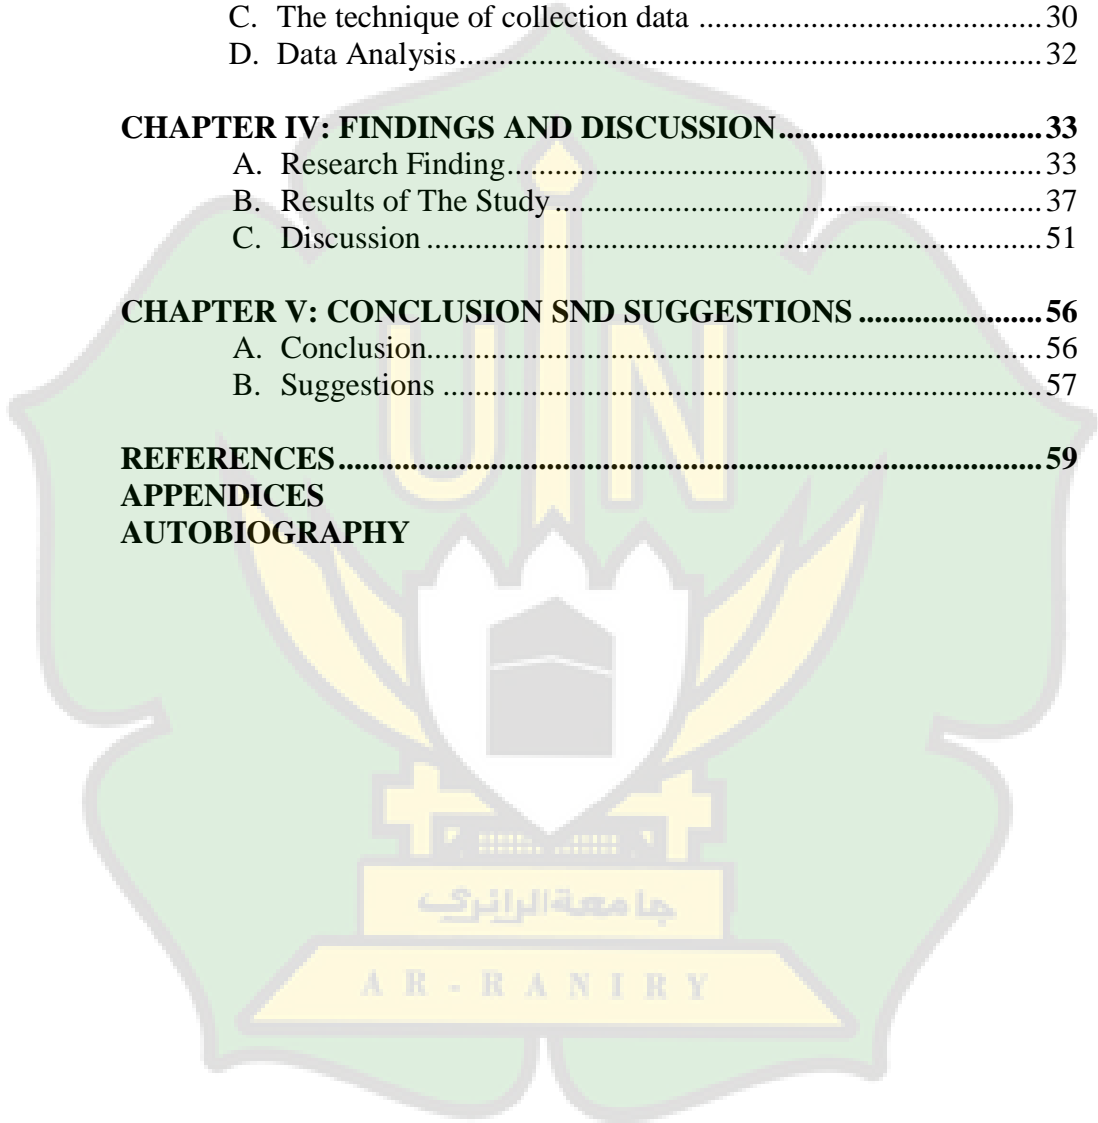 C. The technique of collection data ........................................... 30
D. Data Analysis......................................................................... 32
CHAPTER IV: FINDINGS AND DISCUSSION.................................... 33
A. Research Finding................................................................... 33
B. Results of The Study ............................................................. 37
C. Discussion ............................................................................. 51
CHAPTER V: CONCLUSION SND SUGGESTIONS ....................... 56
A. Conclusion............................................................................. 56
B. Suggestions ........................................................................... 57
REFERENCES......................................................................................... 59
APPENDICES
AUTOBIOGRAPHY
UIN
جامعة الرانري
AR-RANIRY